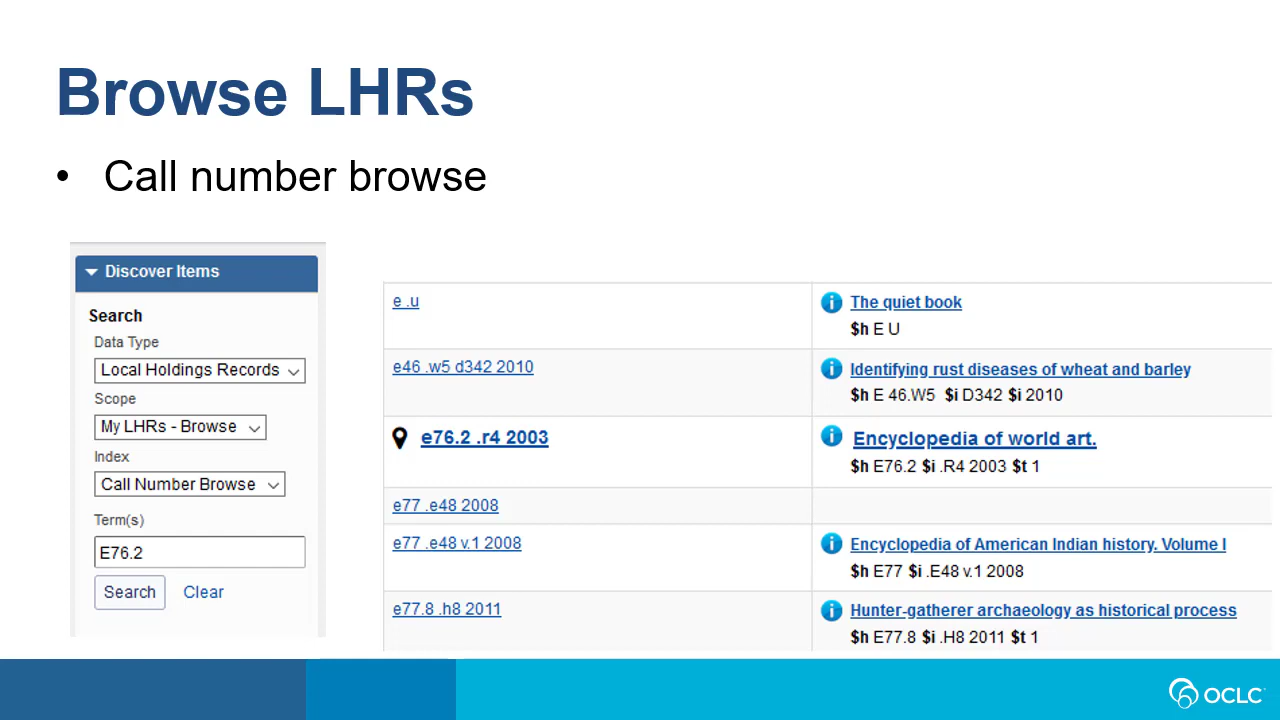 Browse LHRs
• Call number browse
Discover Items
Search
Data Type
Local Holdings Records
Scope
My LHRs - Browse
Index
Call Number Browse
Term(s)
E76.2
Search Clear
e .u
The quiet book
$h E U
e46 .w5 d342 2010
Identifying rust diseases of wheat and barley
$h E 46.W5 $i D342 $i 2010
e76.2 .r4 2003
Encyclopedia of world art.
$h E76.2 $i .R4 2003 $t 1
e77 .e48 2008
e77 .e48 v.1 2008
Encyclopedia of American Indian history. Volume I
$h E77 $i .E48 v.1 2008
e77.8 .h8 2011
Hunter-gatherer archaeology as historical process
$h E77.8 $i .H8 2011 $t 1
OCLC